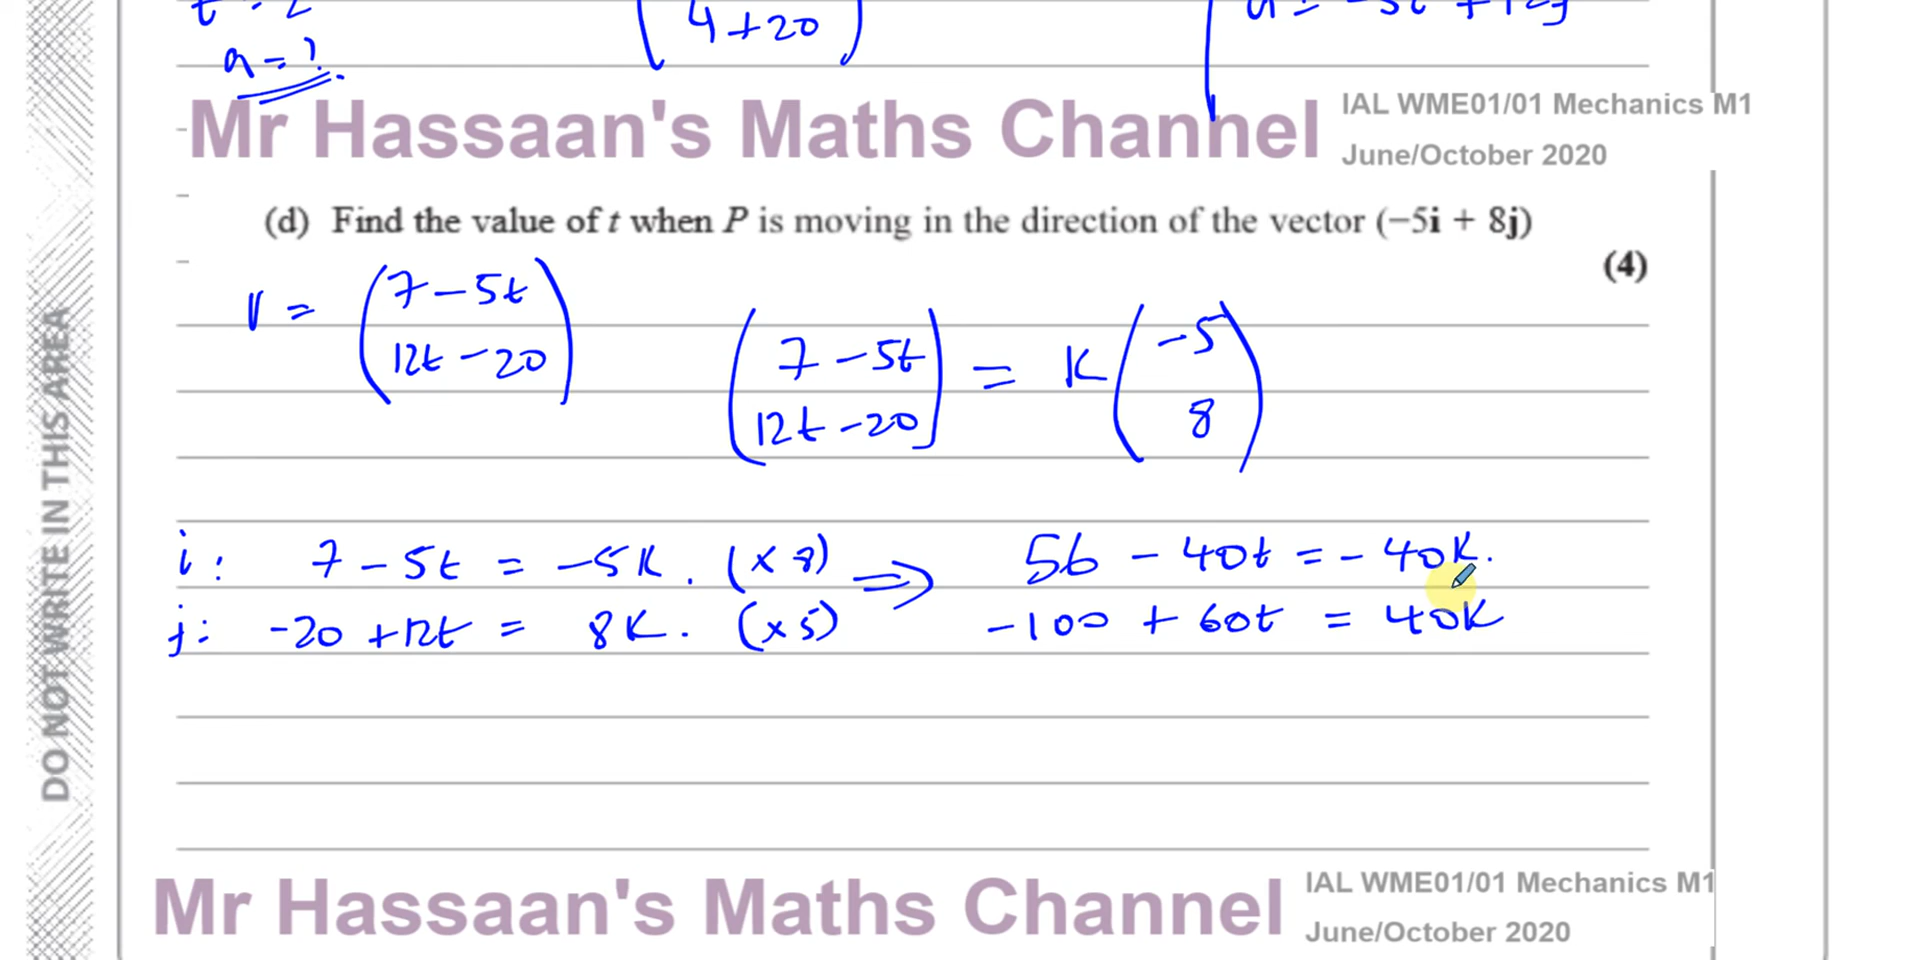 t = 2
a = ?
4 + 20
a = -5i + 12j
Mr Hassaan's Maths Channel
IAL WME01/01 Mechanics M1
June/October 2020
(d) Find the value of t when P is moving in the direction of the vector (−5i + 8j)
(4)
v = (7 − 5t
12t − 20)
(7 − 5t
12t − 20) = K (−5
8)
i: 7 − 5t = −5K. (×8) ⟹ 56 − 40t = −40K.
j: −20 + 12t = 8K. (×5) −100 + 60t = 40K
DO NOT WRITE IN THIS AREA
Mr Hassaan's Maths Channel
IAL WME01/01 Mechanics M1
June/October 2020